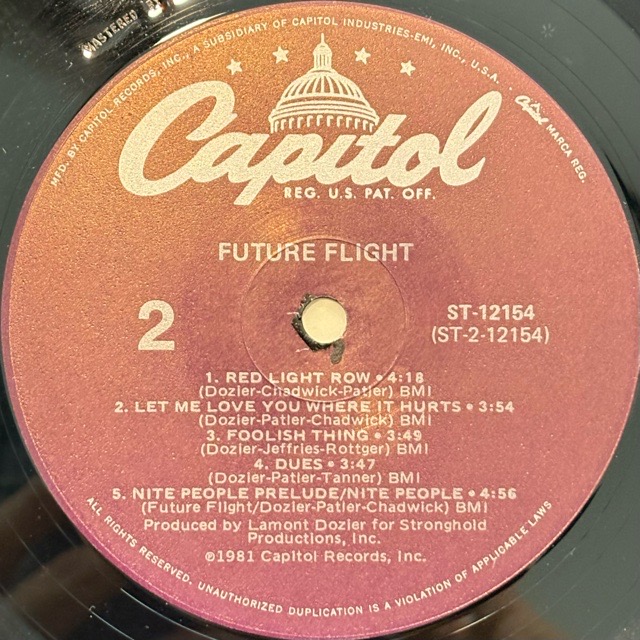 MASTERED
MFD. BY CAPITOL RECORDS, INC., A SUBSIDIARY OF CAPITOL INDUSTRIES-EMI, INC., U.S.A. · Capitol MARCA REG.
Capitol
REG. U.S. PAT. OFF.
FUTURE FLIGHT
2
ST-12154
(ST-2-12154)
1. RED LIGHT ROW • 4:18
(Dozier-Chadwick-Patler) BMI
2. LET ME LOVE YOU WHERE IT HURTS • 3:54
(Dozier-Patler-Chadwick) BMI
3. FOOLISH THING • 3:49
(Dozier-Jeffries-Rottger) BMI
4. DUES • 3:47
(Dozier-Patler-Tanner) BMI
5. NITE PEOPLE PRELUDE/NITE PEOPLE • 4:56
(Future Flight/Dozier-Patler-Chadwick) BMI
Produced by Lamont Dozier for Stronghold
Productions, Inc.
℗1981 Capitol Records, Inc.
ALL RIGHTS RESERVED. UNAUTHORIZED DUPLICATION IS A VIOLATION OF APPLICABLE LAWS